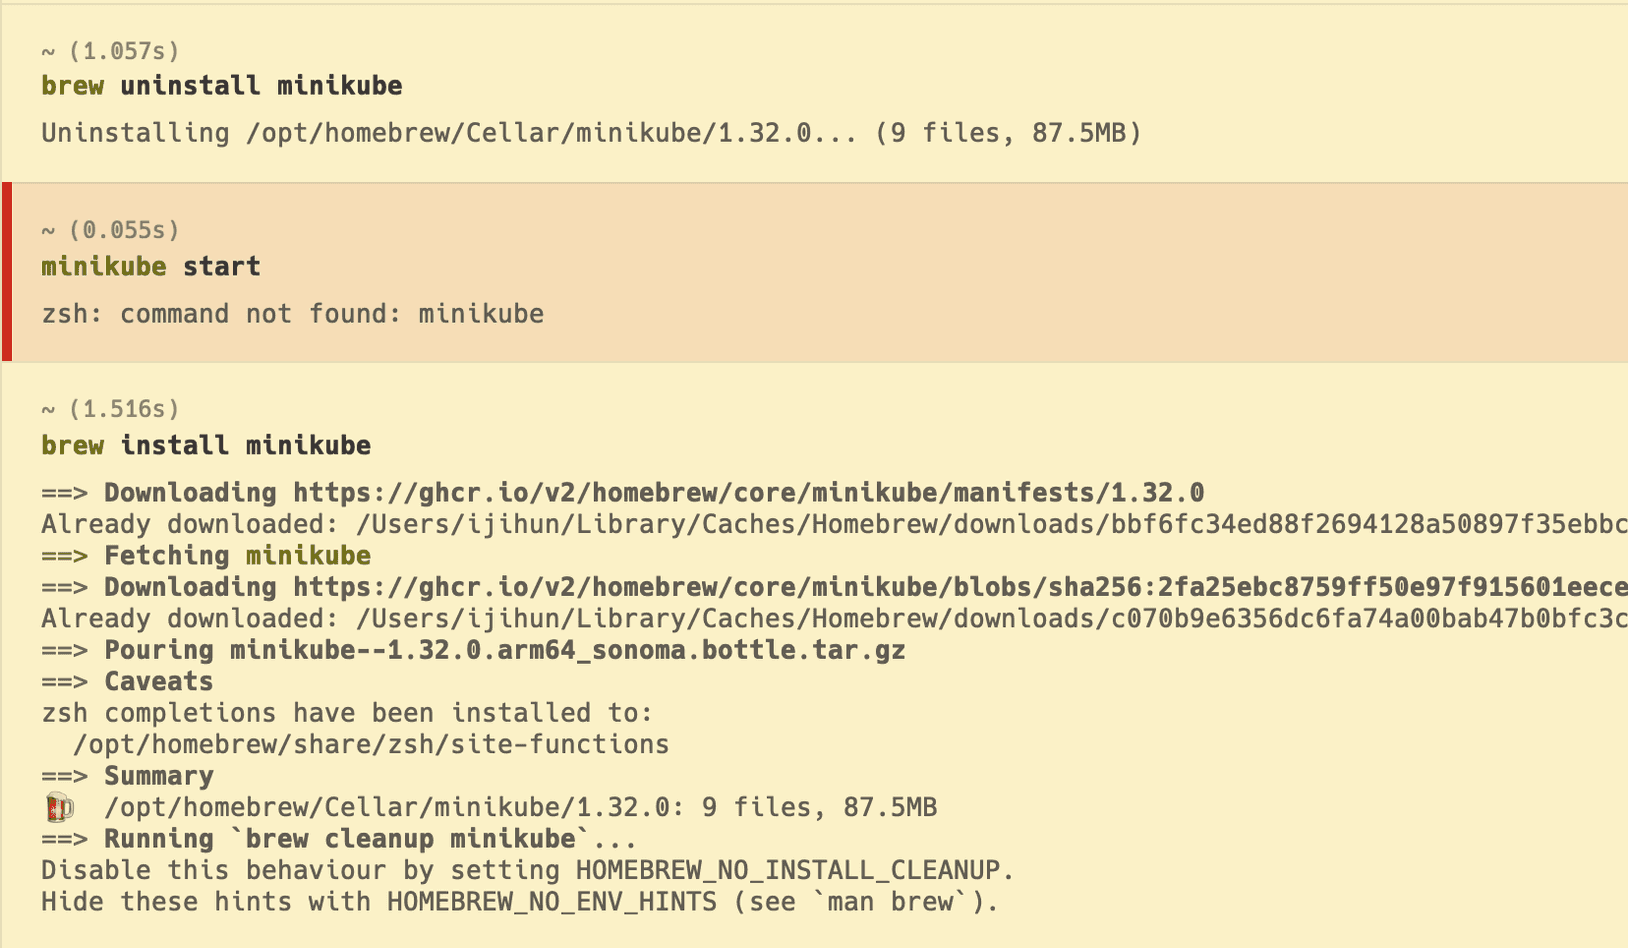 ~ (1.057s)
brew uninstall minikube
Uninstalling /opt/homebrew/Cellar/minikube/1.32.0... (9 files, 87.5MB)
~ (0.055s)
minikube start
zsh: command not found: minikube
~ (1.516s)
brew install minikube
==> Downloading https://ghcr.io/v2/homebrew/core/minikube/manifests/1.32.0
Already downloaded: /Users/ijihun/Library/Caches/Homebrew/downloads/bbf6fc34ed88f2694128a50897f35ebbc
==> Fetching minikube
==> Downloading https://ghcr.io/v2/homebrew/core/minikube/blobs/sha256:2fa25ebc8759ff50e97f915601eece
Already downloaded: /Users/ijihun/Library/Caches/Homebrew/downloads/c070b9e6356dc6fa74a00bab47b0bfc3c
==> Pouring minikube--1.32.0.arm64_sonoma.bottle.tar.gz
==> Caveats
zsh completions have been installed to:
  /opt/homebrew/share/zsh/site-functions
==> Summary
🍺  /opt/homebrew/Cellar/minikube/1.32.0: 9 files, 87.5MB
==> Running `brew cleanup minikube`...
Disable this behaviour by setting HOMEBREW_NO_INSTALL_CLEANUP.
Hide these hints with HOMEBREW_NO_ENV_HINTS (see `man brew`).